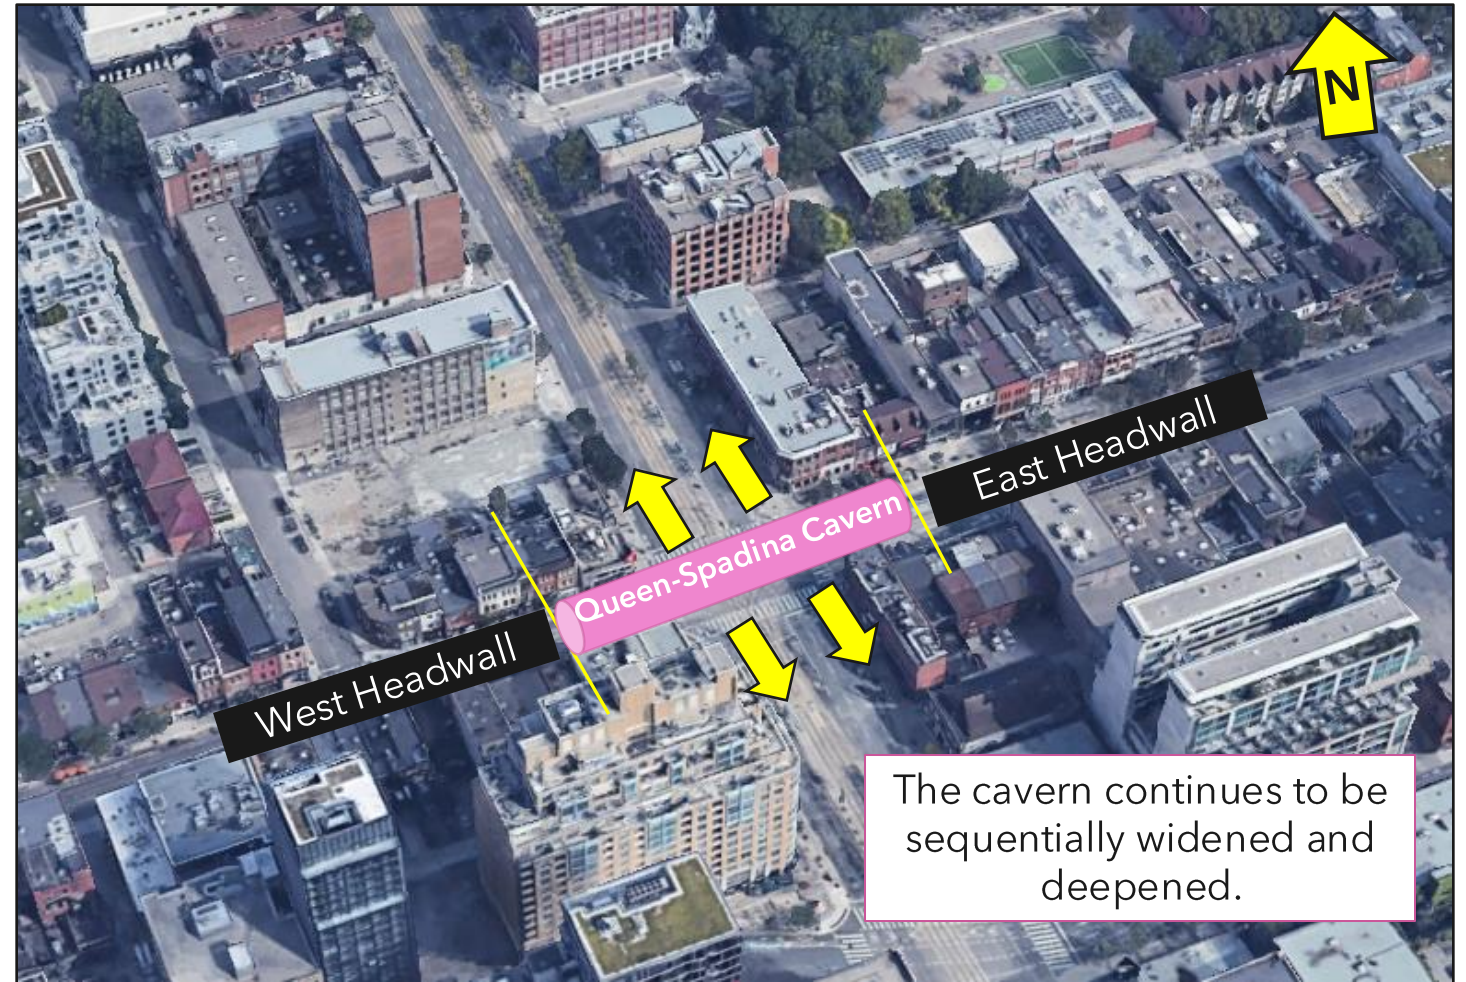 N
East Headwall
Queen-Spadina Cavern
West Headwall
The cavern continues to be
sequentially widened and
deepened.